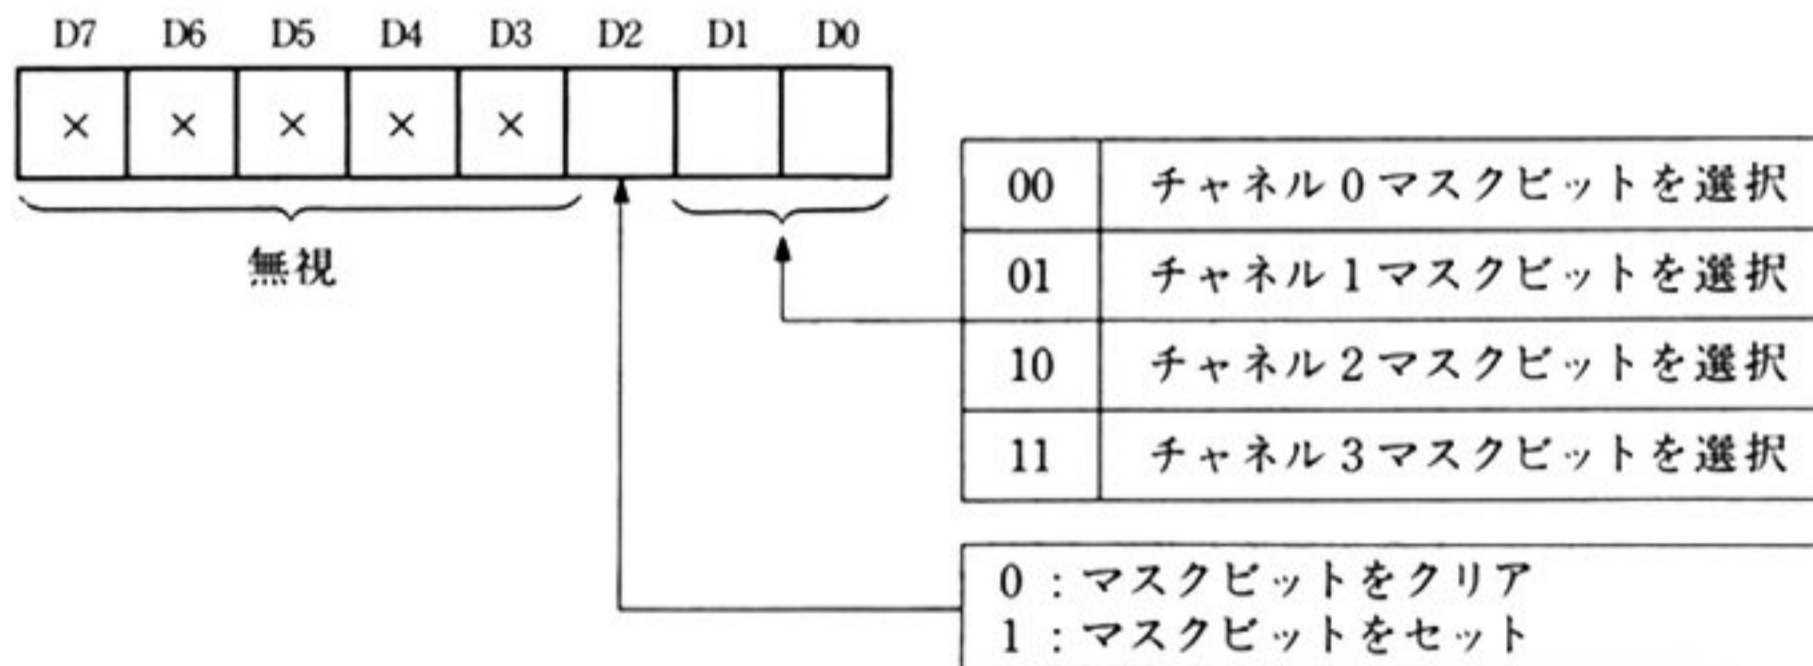 D7 D6 D5 D4 D3 D2 D1 D0
× × × × ×
無視
00 チャネル0マスクビットを選択
01 チャネル1マスクビットを選択
10 チャネル2マスクビットを選択
11 チャネル3マスクビットを選択
0：マスクビットをクリア
1：マスクビットをセット